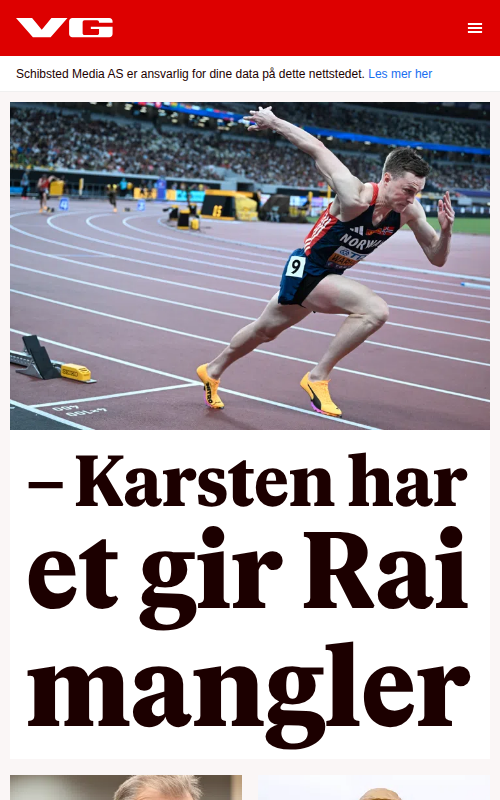 VG
Schibsted Media AS er ansvarlig for dine data på dette nettstedet. Les mer her
NORWAY
9
– Karsten har
et gir Rai
mangler